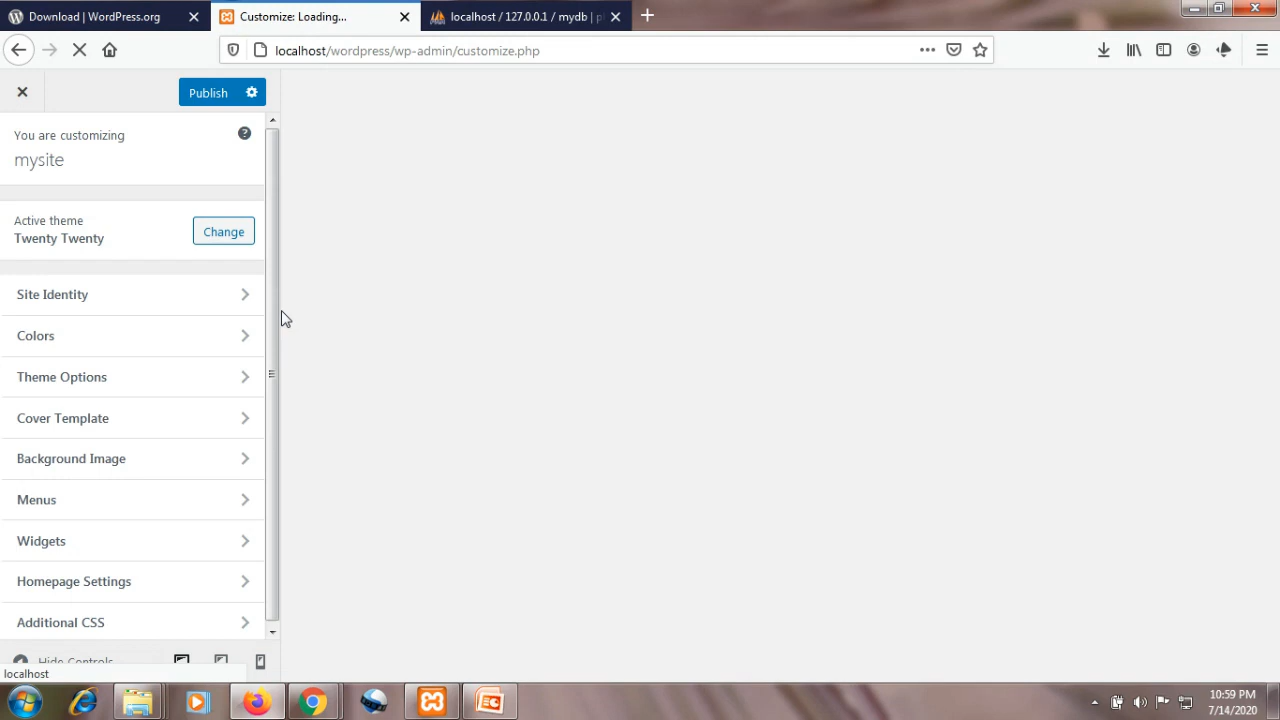 Download | WordPress.org
Customize: Loading...
localhost / 127.0.0.1 / mydb | p
localhost/wordpress/wp-admin/customize.php
Publish
You are customizing
mysite
Active theme
Twenty Twenty
Change
Site Identity
Colors
Theme Options
Cover Template
Background Image
Menus
Widgets
Homepage Settings
Additional CSS
Hide Controls
localhost
10:59 PM
7/14/2020